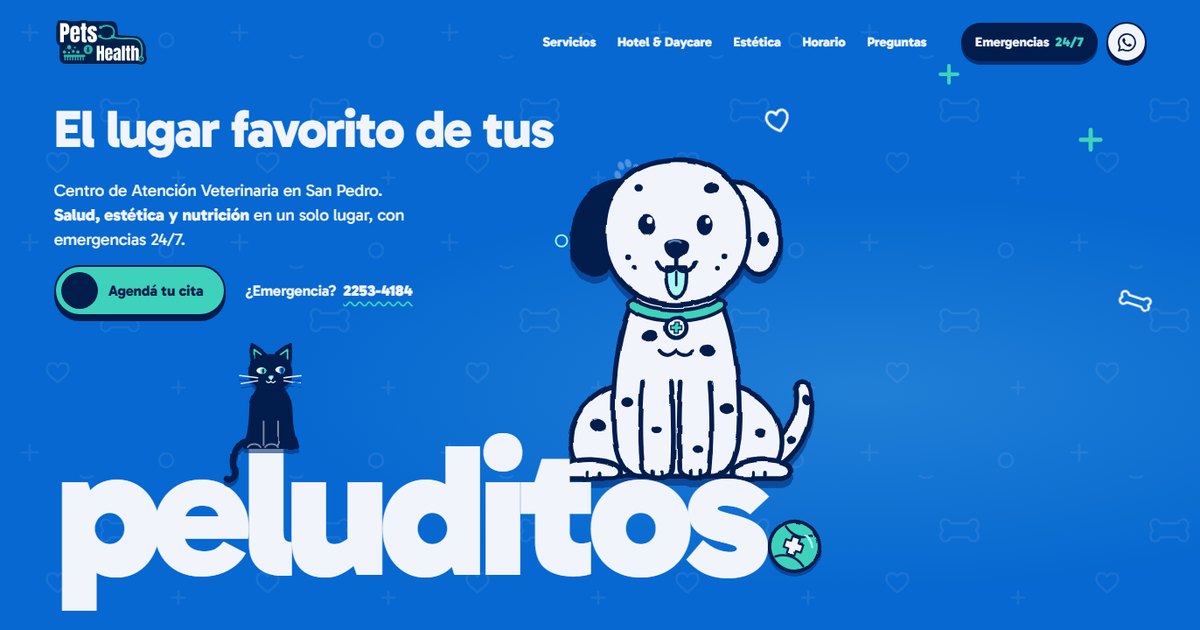 Pets
Health
Servicios
Hotel & Daycare
Estética
Horario
Preguntas
Emergencias 24/7
El lugar favorito de tus
Centro de Atención Veterinaria en San Pedro.
Salud, estética y nutrición en un solo lugar, con
emergencias 24/7.
Agendá tu cita
¿Emergencia? 2253-4184
peluditos